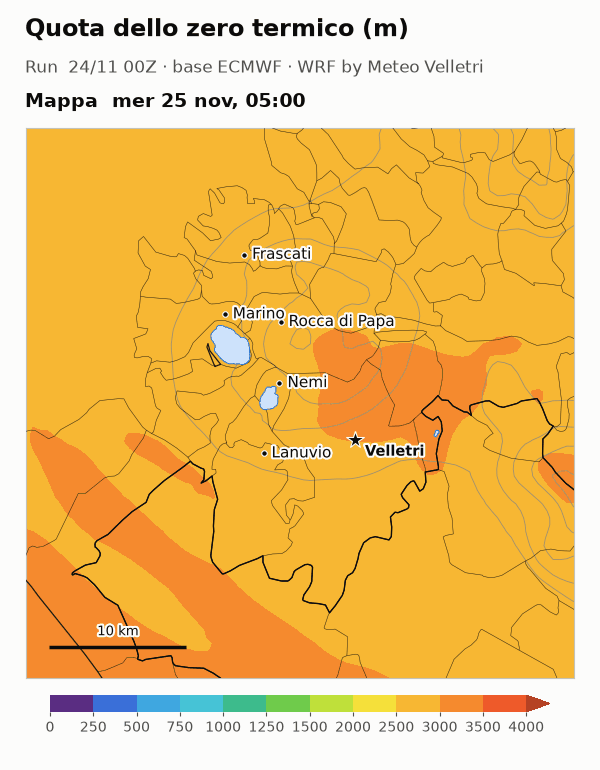 Quota dello zero termico (m)
Run  24/11 00Z · base ECMWF · WRF by Meteo Velletri
Mappa  mer 25 nov, 05:00
Frascati
Marino
Rocca di Papa
Nemi
Velletri
Lanuvio
10 km
0 250 500 750 1000 1250 1500 2000 2500 3000 3500 4000